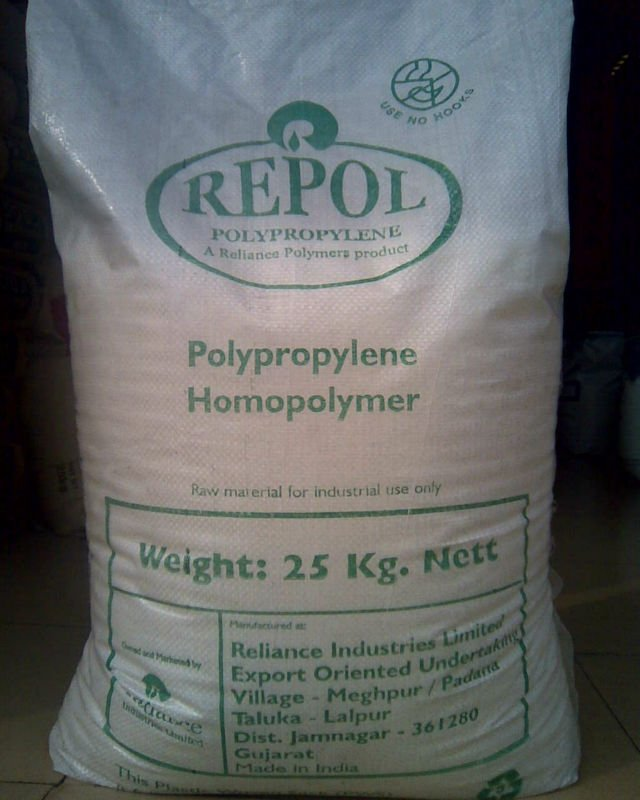 USE NO HOOKS
REPOL
POLYPROPYLENE
A Reliance Polymers product
Polypropylene
Homopolymer
Raw material for industrial use only
Weight: 25 Kg. Nett
Owned and Marketed by
Reliance
Industries Limited
Manufactured at:
Reliance Industries Limited
Export Oriented Undertaking
Village - Meghpur / Padana
Taluka - Lalpur
Dist. Jamnagar - 361280
Gujarat
Made in India
This Plastic